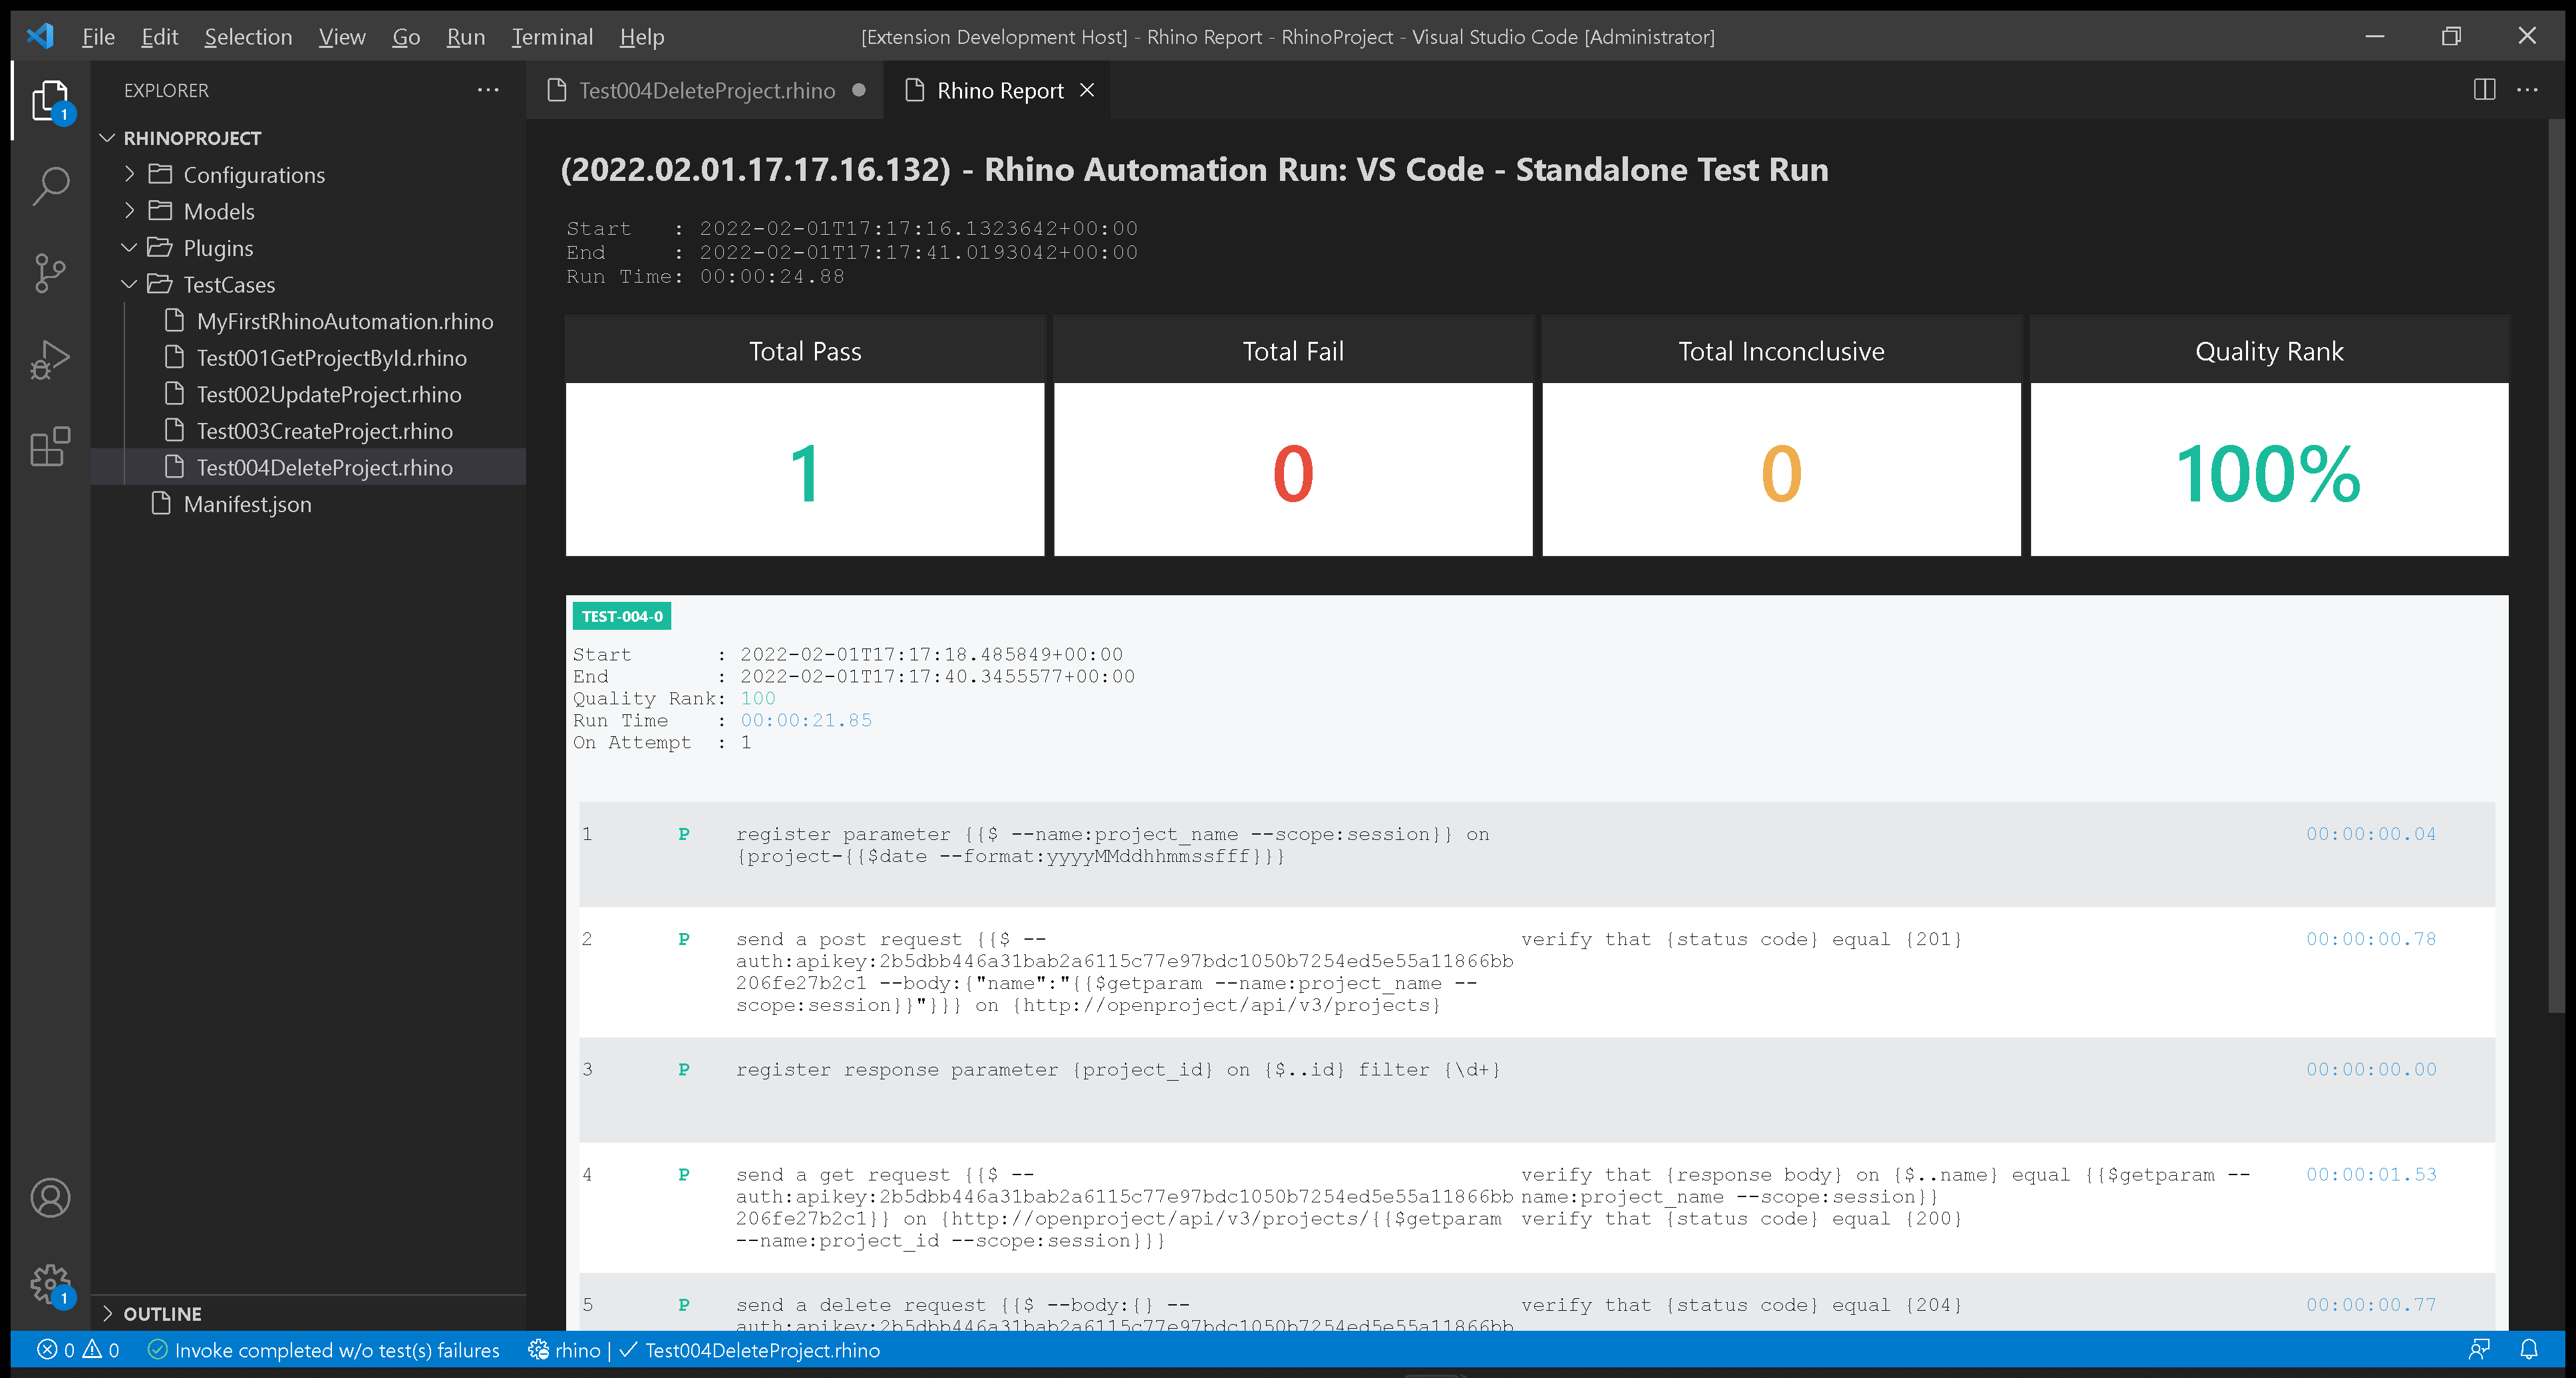 File Edit Selection View Go Run Terminal Help
[Extension Development Host] - Rhino Report - RhinoProject - Visual Studio Code [Administrator]
1
EXPLORER
RHINOPROJECT
Configurations
Models
Plugins
TestCases
MyFirstRhinoAutomation.rhino
Test001GetProjectById.rhino
Test002UpdateProject.rhino
Test003CreateProject.rhino
Test004DeleteProject.rhino
Manifest.json
OUTLINE
1
Test004DeleteProject.rhino
Rhino Report
(2022.02.01.17.17.16.132) - Rhino Automation Run: VS Code - Standalone Test Run
Start   : 2022-02-01T17:17:16.1323642+00:00
End     : 2022-02-01T17:17:41.0193042+00:00
Run Time: 00:00:24.88
Total Pass Total Fail Total Inconclusive Quality Rank
1 0 0 100%
TEST-004-0
Start       : 2022-02-01T17:17:18.485849+00:00
End         : 2022-02-01T17:17:40.3455577+00:00
Quality Rank: 100
Run Time    : 00:00:21.85
On Attempt  : 1
1 P register parameter {{$ --name:project_name --scope:session}} on 00:00:00.04
{project-{{$date --format:yyyyMMddhhmmssfff}}}
2 P send a post request {{$ -- verify that {status code} equal {201} 00:00:00.78
auth:apikey:2b5dbb446a31bab2a6115c77e97bdc1050b7254ed5e55a11866bb
206fe27b2c1 --body:{"name":"{{$getparam --name:project_name --
scope:session}}"}}} on {http://openproject/api/v3/projects}
3 P register response parameter {project_id} on {$..id} filter {\d+} 00:00:00.00
4 P send a get request {{$ -- verify that {response body} on {$..name} equal {{$getparam -- 00:00:01.53
auth:apikey:2b5dbb446a31bab2a6115c77e97bdc1050b7254ed5e55a11866bb name:project_name --scope:session}}
206fe27b2c1}} on {http://openproject/api/v3/projects/{{$getparam verify that {status code} equal {200}
--name:project_id --scope:session}}}
5 P send a delete request {{$ --body:{} -- verify that {status code} equal {204} 00:00:00.77
auth:apikey:2b5dbb446a31bab2a6115c77e97bdc1050b7254ed5e55a11866bb
0 0 Invoke completed w/o test(s) failures rhino | Test004DeleteProject.rhino